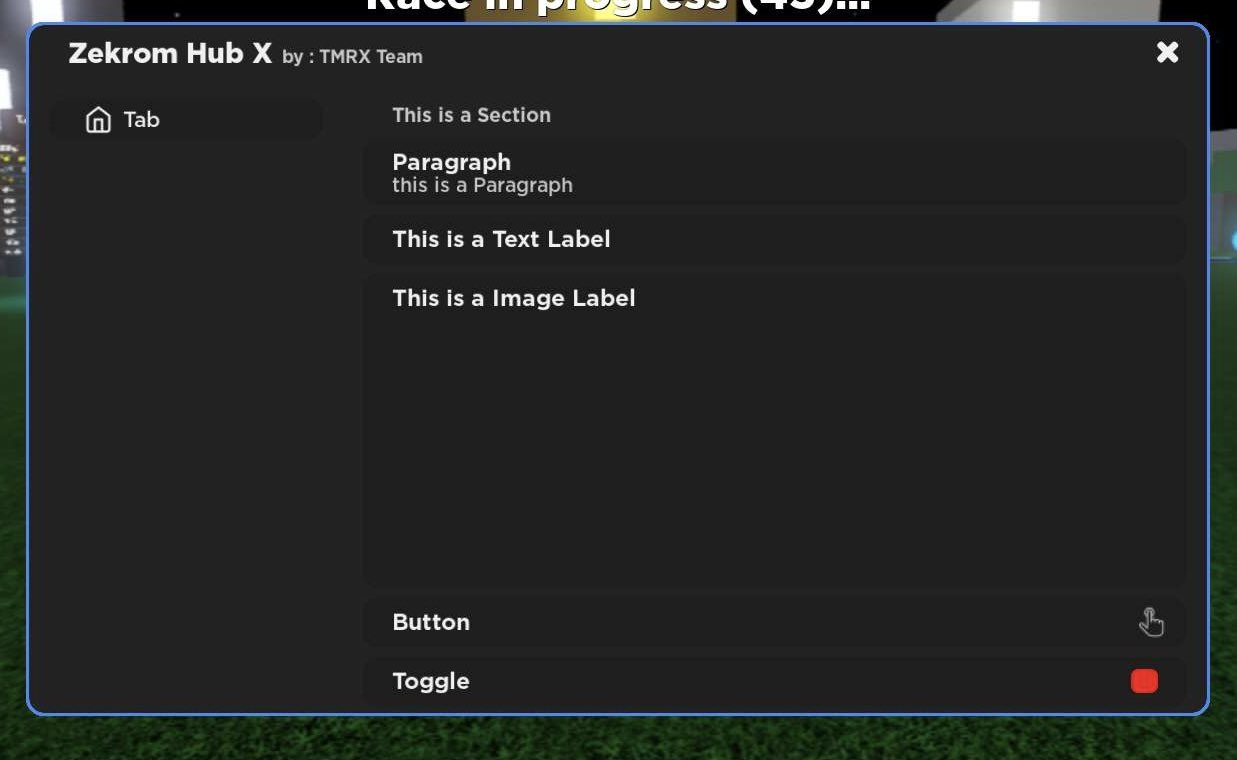 Race in progress (45)...
Zekrom Hub X by : TMRX Team
Tab
This is a Section
Paragraph
this is a Paragraph
This is a Text Label
This is a Image Label
Button
Toggle